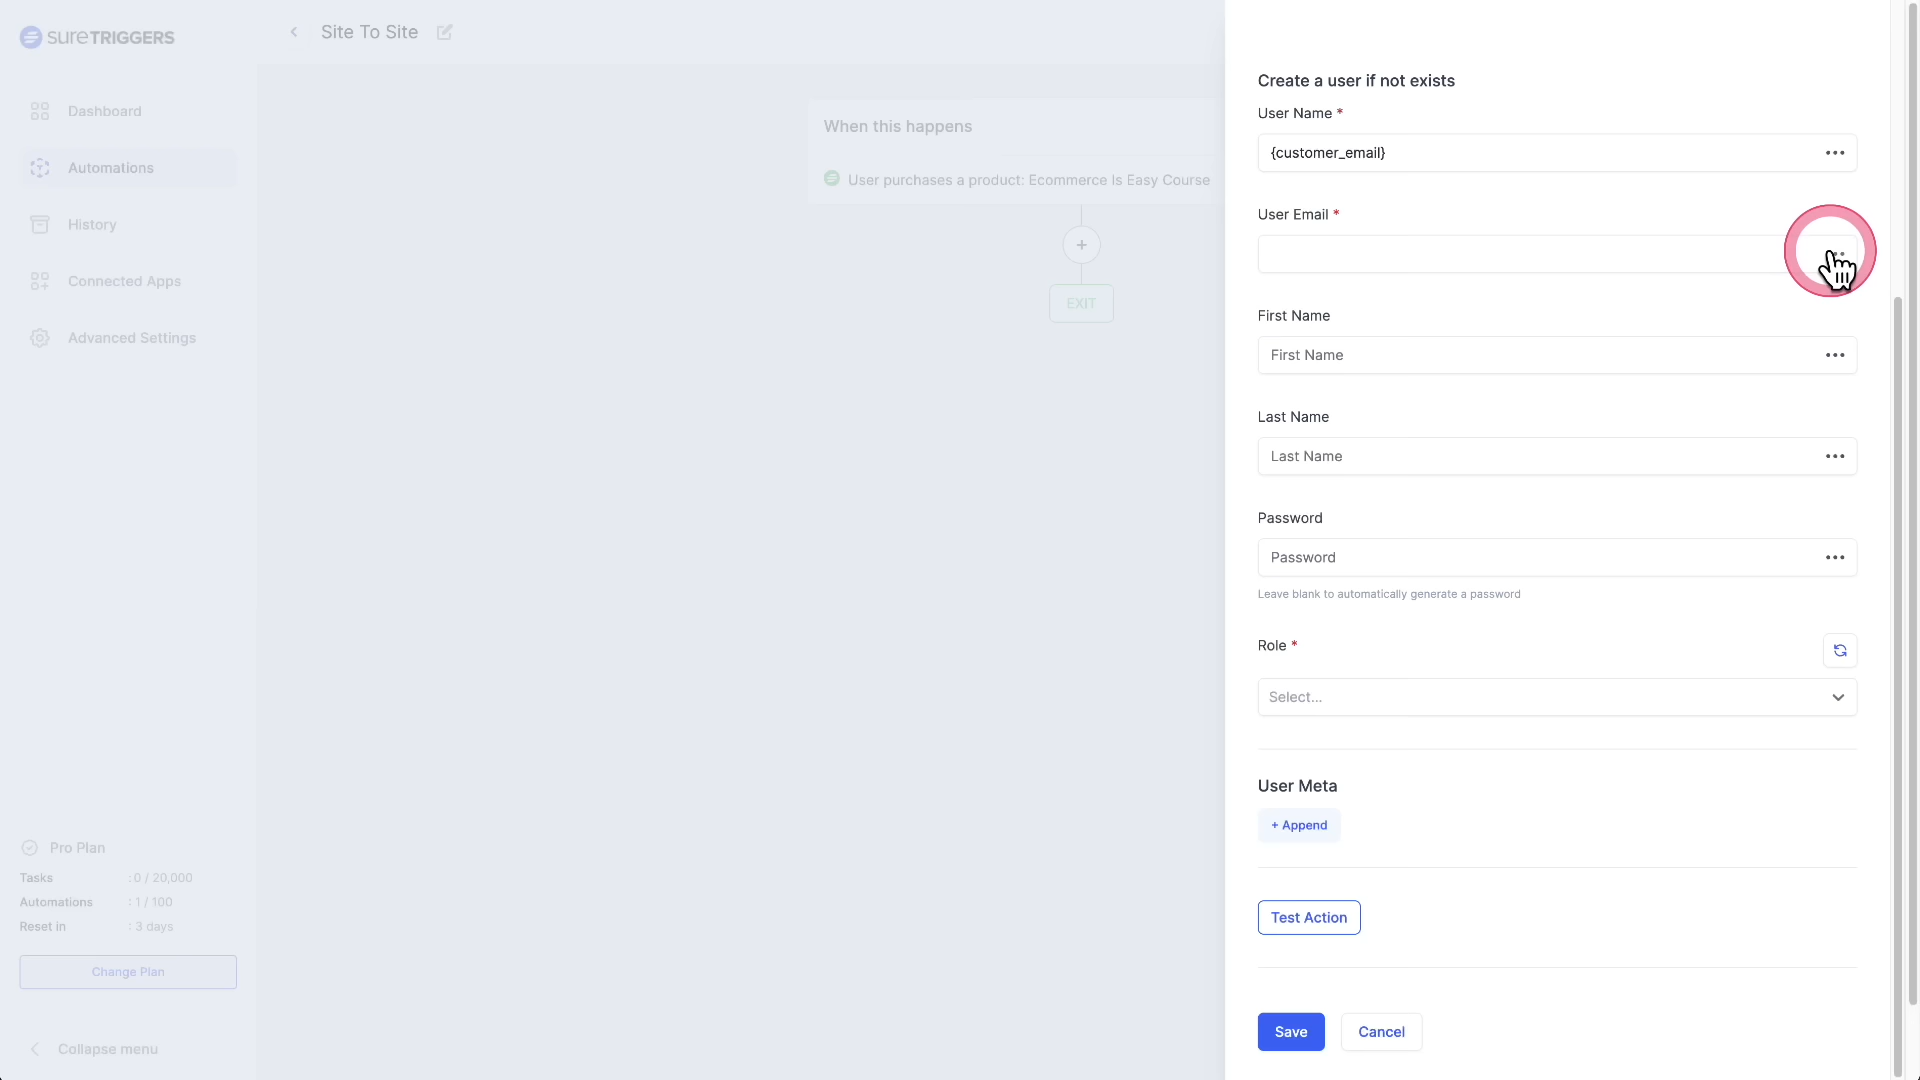 sureTRIGGERS
Dashboard
Automations
History
Connected Apps
Advanced Settings
Pro Plan
Tasks : 0 / 20,000
Automations : 1 / 100
Reset in : 3 days
Change Plan
Collapse menu
Site To Site
When this happens
User purchases a product: Ecommerce Is Easy Course
+
EXIT
Create a user if not exists
User Name *
{customer_email}
User Email *
First Name
First Name
Last Name
Last Name
Password
Password
Leave blank to automatically generate a password
Role *
Select...
User Meta
+ Append
Test Action
Save
Cancel